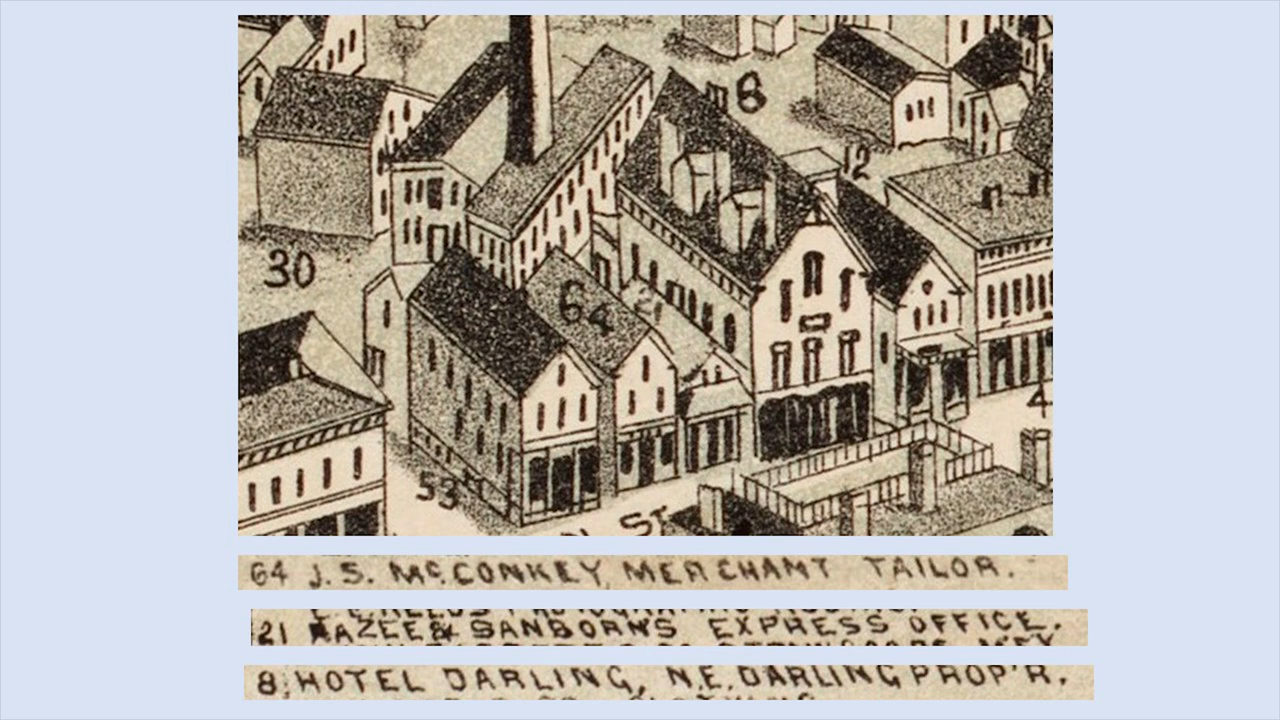 8
12
30
64
21
4
53
ST
64 J. S. MCCONKEY, MERCHANT TAILOR.
21 KAZEE & SANBORN'S EXPRESS OFFICE.
8. HOTEL DARLING, N.E. DARLING PROP'R.